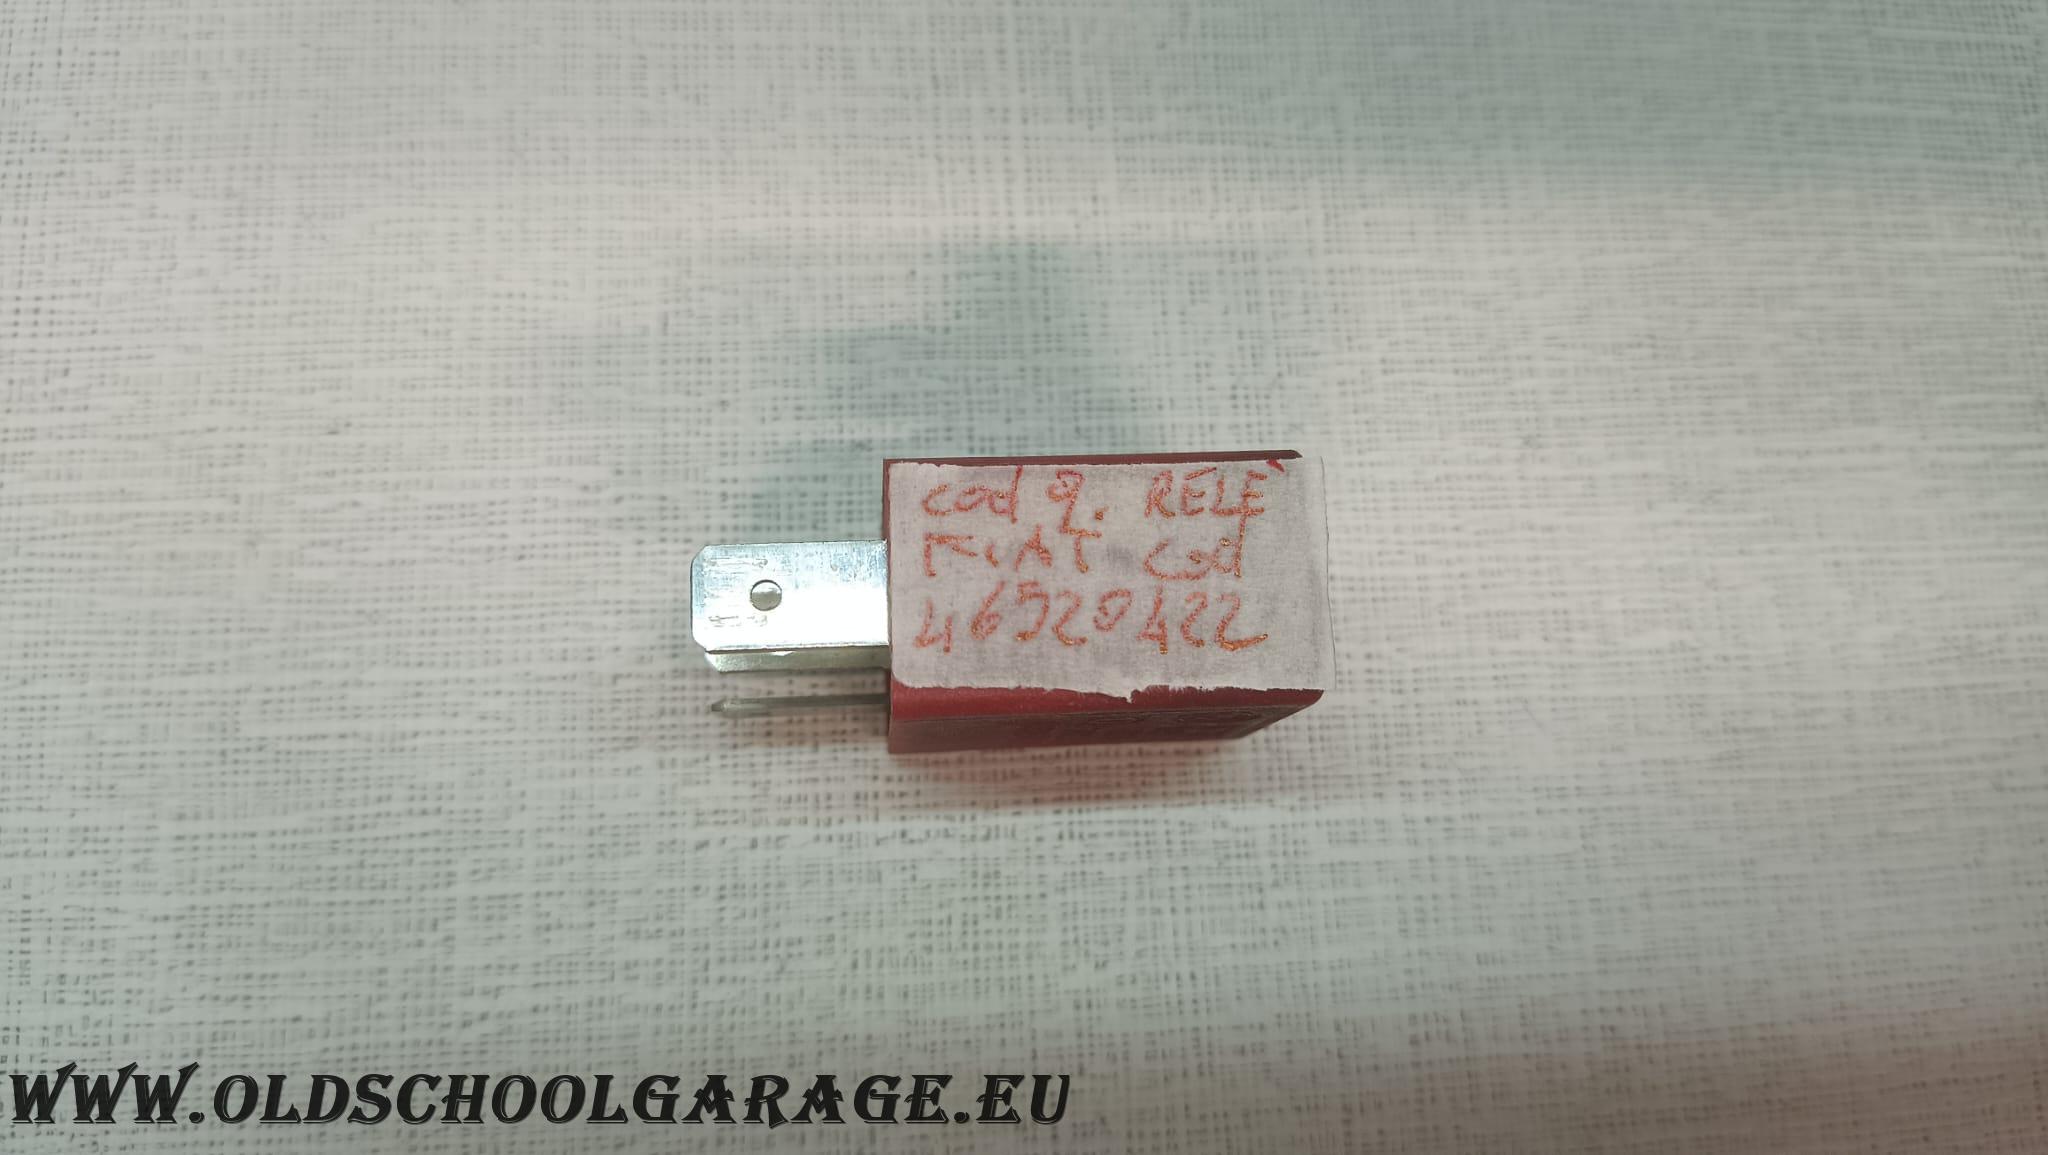 cod 9. RELÈ
FIAT cod
46520422
WWW.OLDSCHOOLGARAGE.EU